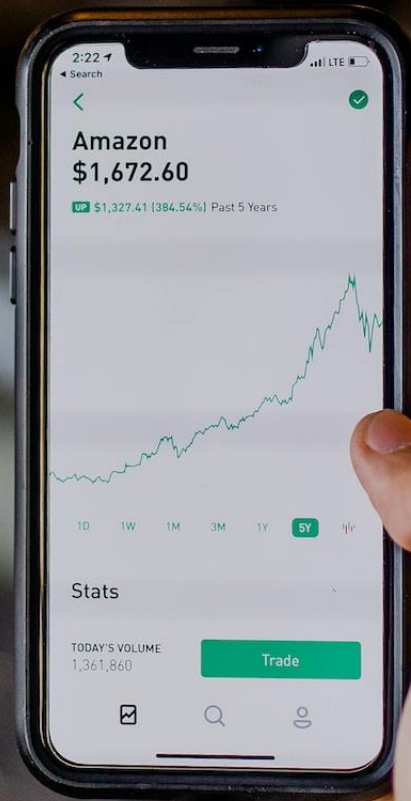 2:22
LTE
Search
Amazon
$1,672.60
UP $1,327.41 (384.54%) Past 5 Years
1D 1W 1M 3M 1Y 5Y
Stats
TODAY'S VOLUME
1,361,860
Trade